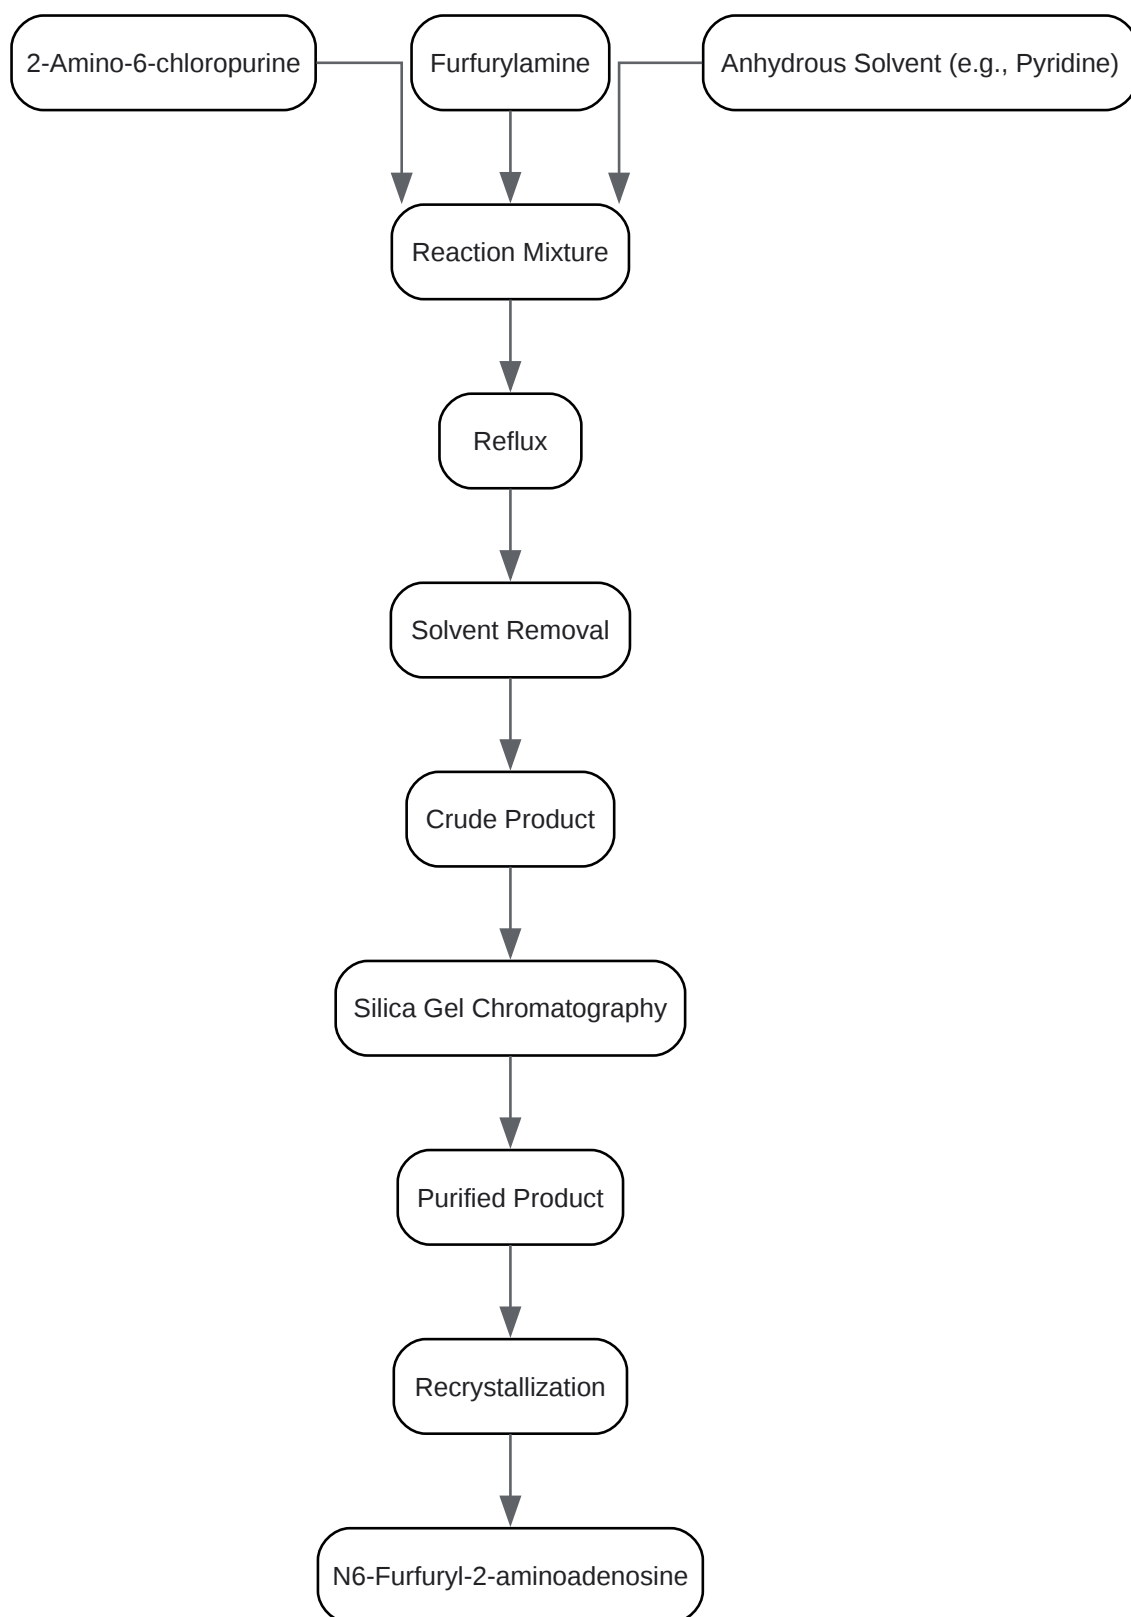 2-Amino-6-chloropurine
Furfurylamine
Anhydrous Solvent (e.g., Pyridine)
Reaction Mixture
Reflux
Solvent Removal
Crude Product
Silica Gel Chromatography
Purified Product
Recrystallization
N6-Furfuryl-2-aminoadenosine